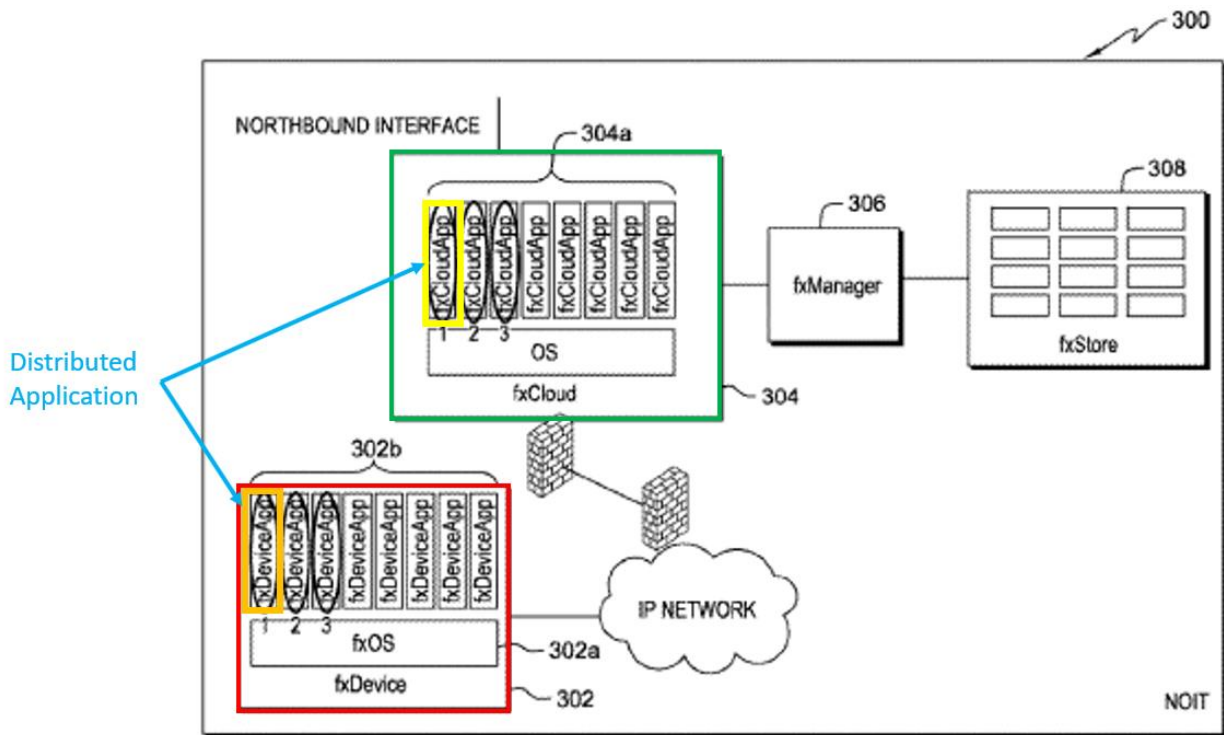 300
NORTHBOUND INTERFACE
304a
308
306
fxCloudApp
fxCloudApp
fxCloudApp
fxCloudApp
fxCloudApp
fxCloudApp
fxCloudApp
fxCloudApp
1 2 3
OS
fxCloud
304
fxManager
fxStore
Distributed
Application
302b
fxDeviceApp
fxDeviceApp
fxDeviceApp
fxDeviceApp
fxDeviceApp
fxDeviceApp
fxDeviceApp
fxDeviceApp
1 2 3
fxOS
302a
fxDevice
302
IP NETWORK
NOIT